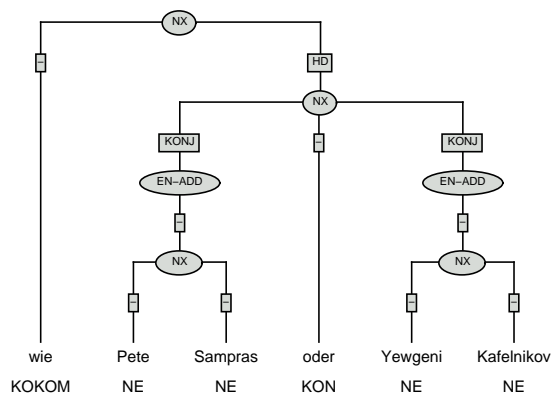 NX
– HD
NX
KONJ – KONJ
EN–ADD EN–ADD
– –
NX NX
– – – –
wie Pete Sampras oder Yewgeni Kafelnikov
KOKOM NE NE KON NE NE